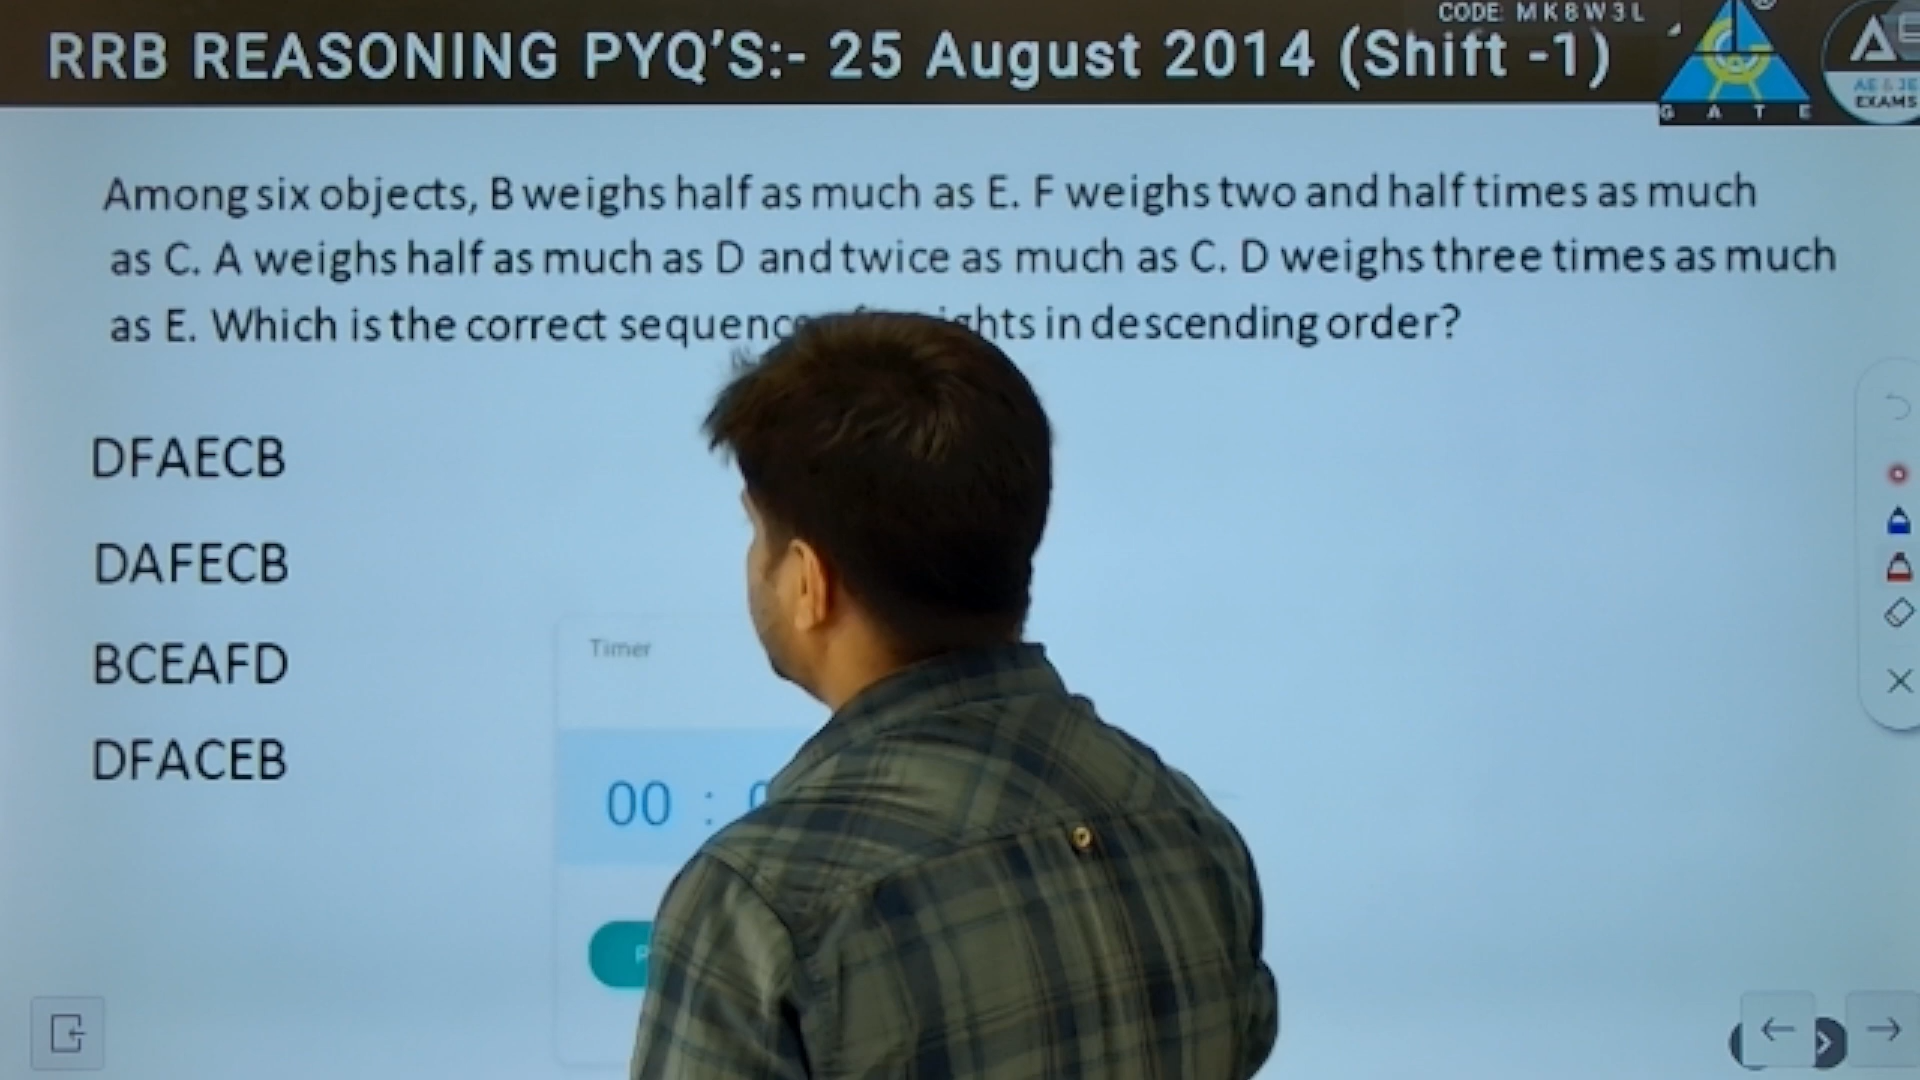 CODE: MK8W3L
RRB REASONING PYQ'S:- 25 August 2014 (Shift -1)
GATE
AE & JE
EXAMS
Among six objects, B weighs half as much as E. F weighs two and half times as much
as C. A weighs half as much as D and twice as much as C. D weighs three times as much
as E. Which is the correct in descending order?
DFAECB
DAFECB
BCEAFD
DFACEB
Timer
00 :